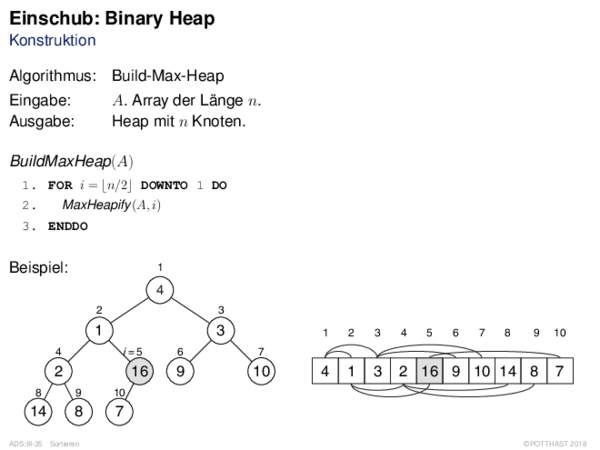 Einschub: Binary Heap
Konstruktion
Algorithmus: Build-Max-Heap
Eingabe: A. Array der Länge n.
Ausgabe: Heap mit n Knoten.
BuildMaxHeap(A)
1. FOR i = ⌊n/2⌋ DOWNTO 1 DO
2. MaxHeapify(A, i)
3. ENDDO
Beispiel:
1
4
2 3
1 3
4 i = 5 6 7
2 16 9 10
8 9 10
14 8 7
1 2 3 4 5 6 7 8 9 10
4 1 3 2 16 9 10 14 8 7
ADS:III-35 Sortieren
© POTTHAST 2018